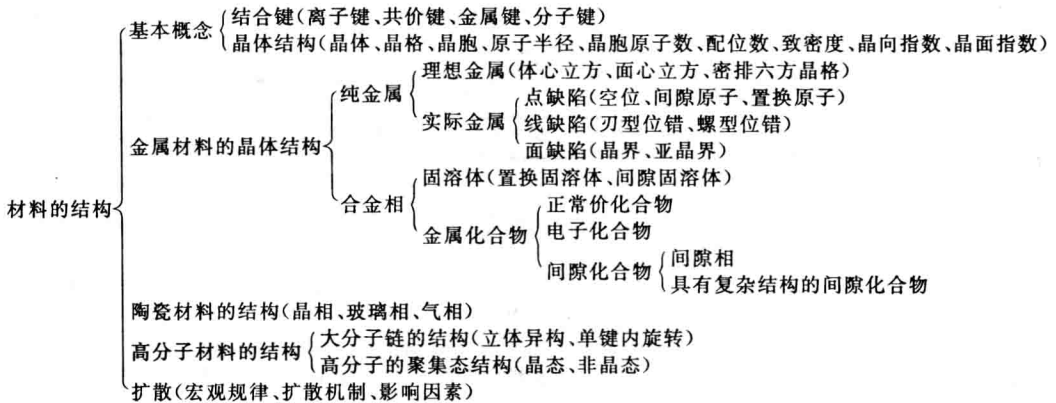 结合键(离子键、共价键、金属键、分子键)
基本概念
晶体结构(晶体、晶格、晶胞、原子半径、晶胞原子数、配位数、致密度、晶向指数、晶面指数)
理想金属(体心立方、面心立方、密排六方晶格)
纯金属
点缺陷(空位、间隙原子、置换原子)
实际金属
线缺陷(刃型位错、螺型位错)
金属材料的晶体结构
面缺陷(晶界、亚晶界)
固溶体(置换固溶体、间隙固溶体)
合金相
正常价化合物
材料的结构
金属化合物
电子化合物
间隙相
间隙化合物
具有复杂结构的间隙化合物
陶瓷材料的结构(晶相、玻璃相、气相)
大分子链的结构(立体异构、单键内旋转)
高分子材料的结构
高分子的聚集态结构(晶态、非晶态)
扩散(宏观规律、扩散机制、影响因素)